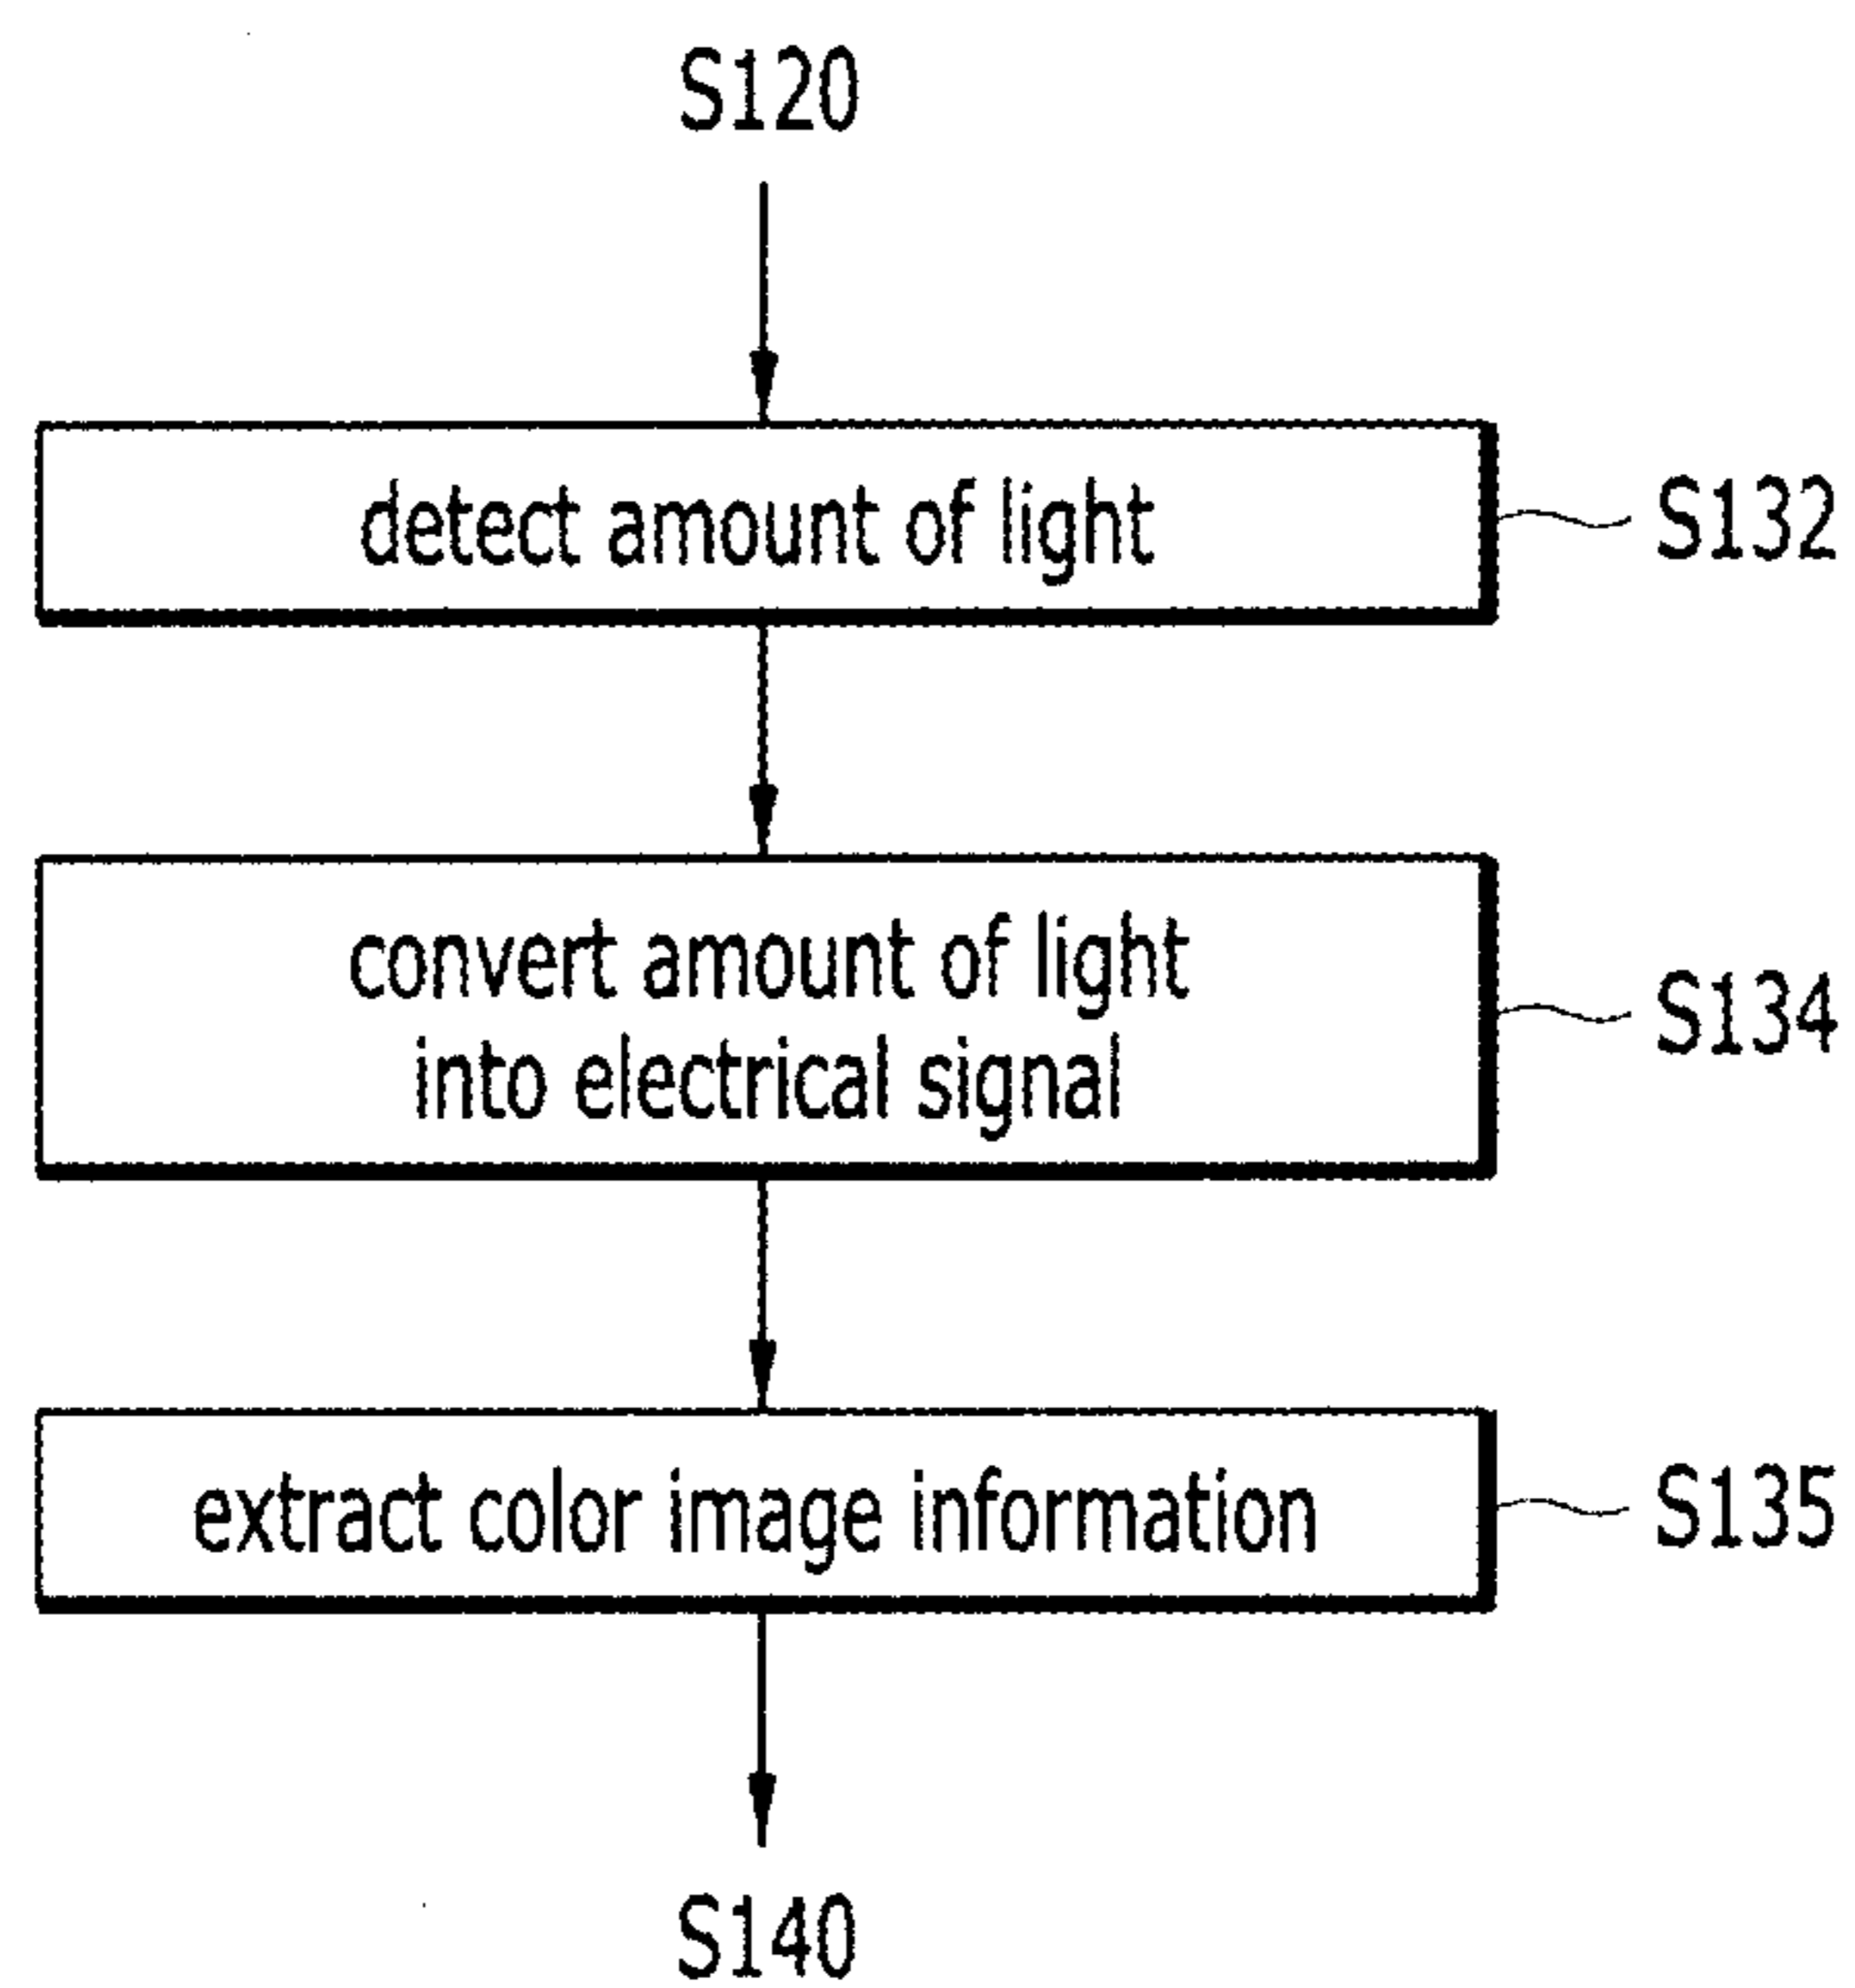 S120
detect amount of light
S132
convert amount of light
into electrical signal
S134
extract color image information
S135
S140